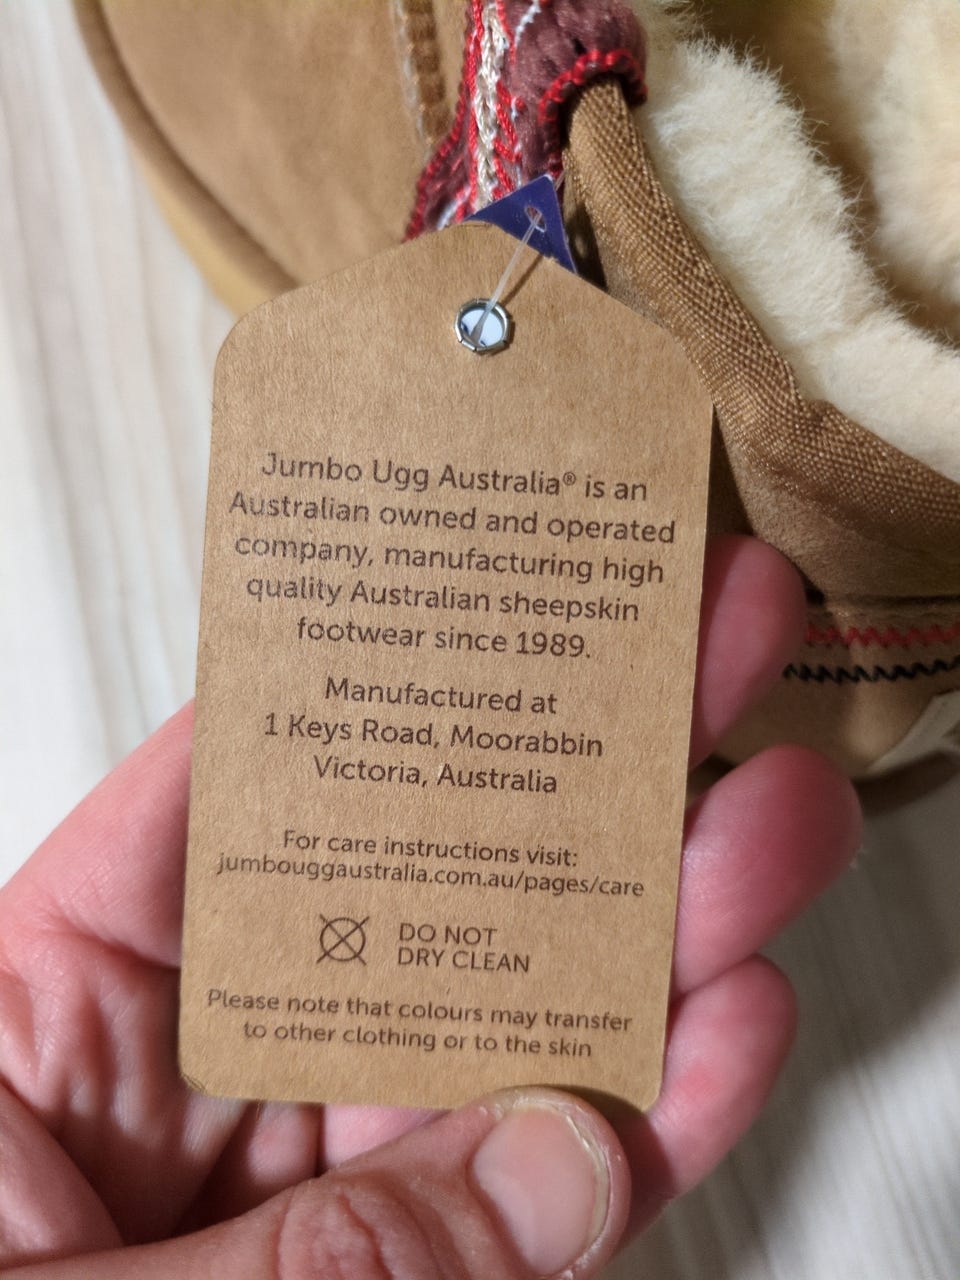 Jumbo Ugg Australia® is an
Australian owned and operated
company, manufacturing high
quality Australian sheepskin
footwear since 1989.
Manufactured at
1 Keys Road, Moorabbin
Victoria, Australia
For care instructions visit:
jumbouggaustralia.com.au/pages/care
DO NOT
DRY CLEAN
Please note that colours may transfer
to other clothing or to the skin